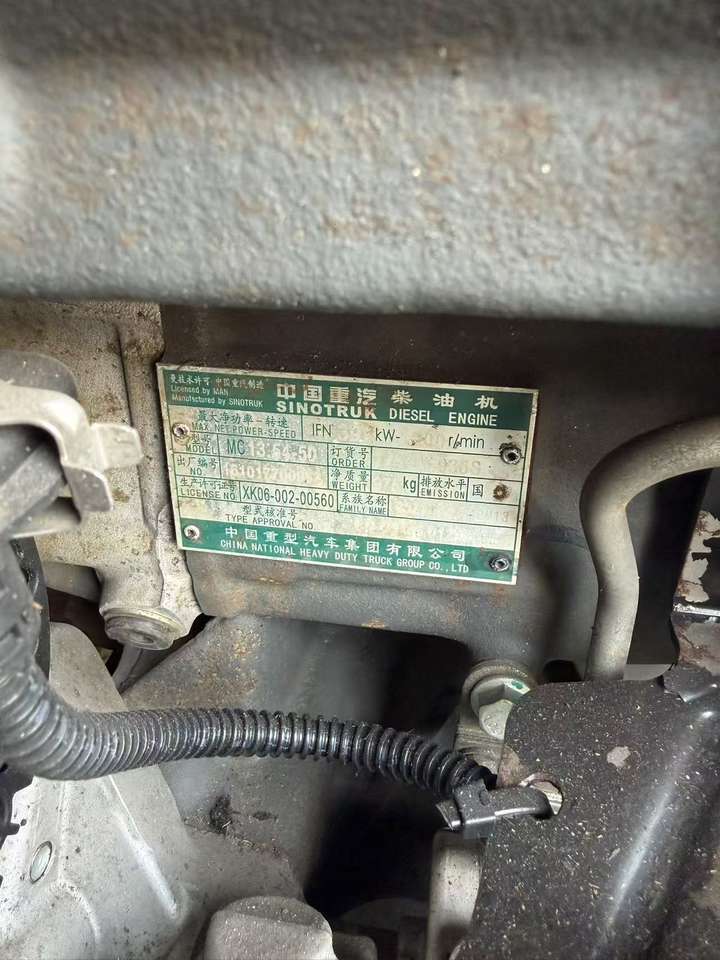 曼技术许可 中国重汽制造
Licensed by MAN
Manufactured by SINOTRUK
中国重汽柴油机
SINOTRUK DIESEL ENGINE
最大净功率-转速
MAX.NET.POWER-SPEED IFN kW- r/min
型号
MODEL MC13.54-50 订货号
ORDER
出厂编号
NO. 净质量
WEIGHT kg 排放水平
EMISSION 国
生产许可证号
LICENSE NO XK06-002-00560 系族名称
FAMILY NAME
型式核准号
TYPE APPROVAL NO
中国重型汽车集团有限公司
CHINA NATIONAL HEAVY DUTY TRUCK GROUP CO., LTD